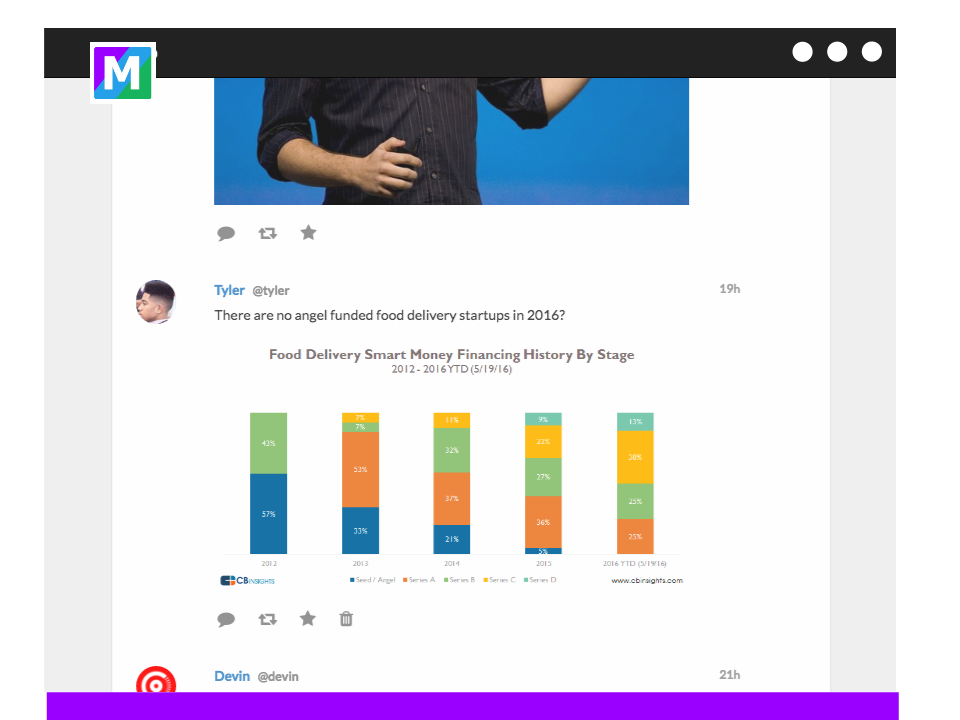 M
Tyler @tyler 19h
There are no angel funded food delivery startups in 2016?
Food Delivery Smart Money Financing History By Stage
2012 - 2016 YTD (5/19/16)
7% 11% 9% 13%
43% 7% 32% 23% 38%
53% 27%
57% 37% 36% 25%
33% 21% 5% 25%
2012 2013 2014 2015 2016 YTD (5/19/16)
CBINSIGHTS Seed / Angel Series A Series B Series C Series D www.cbinsights.com
Devin @devin 21h